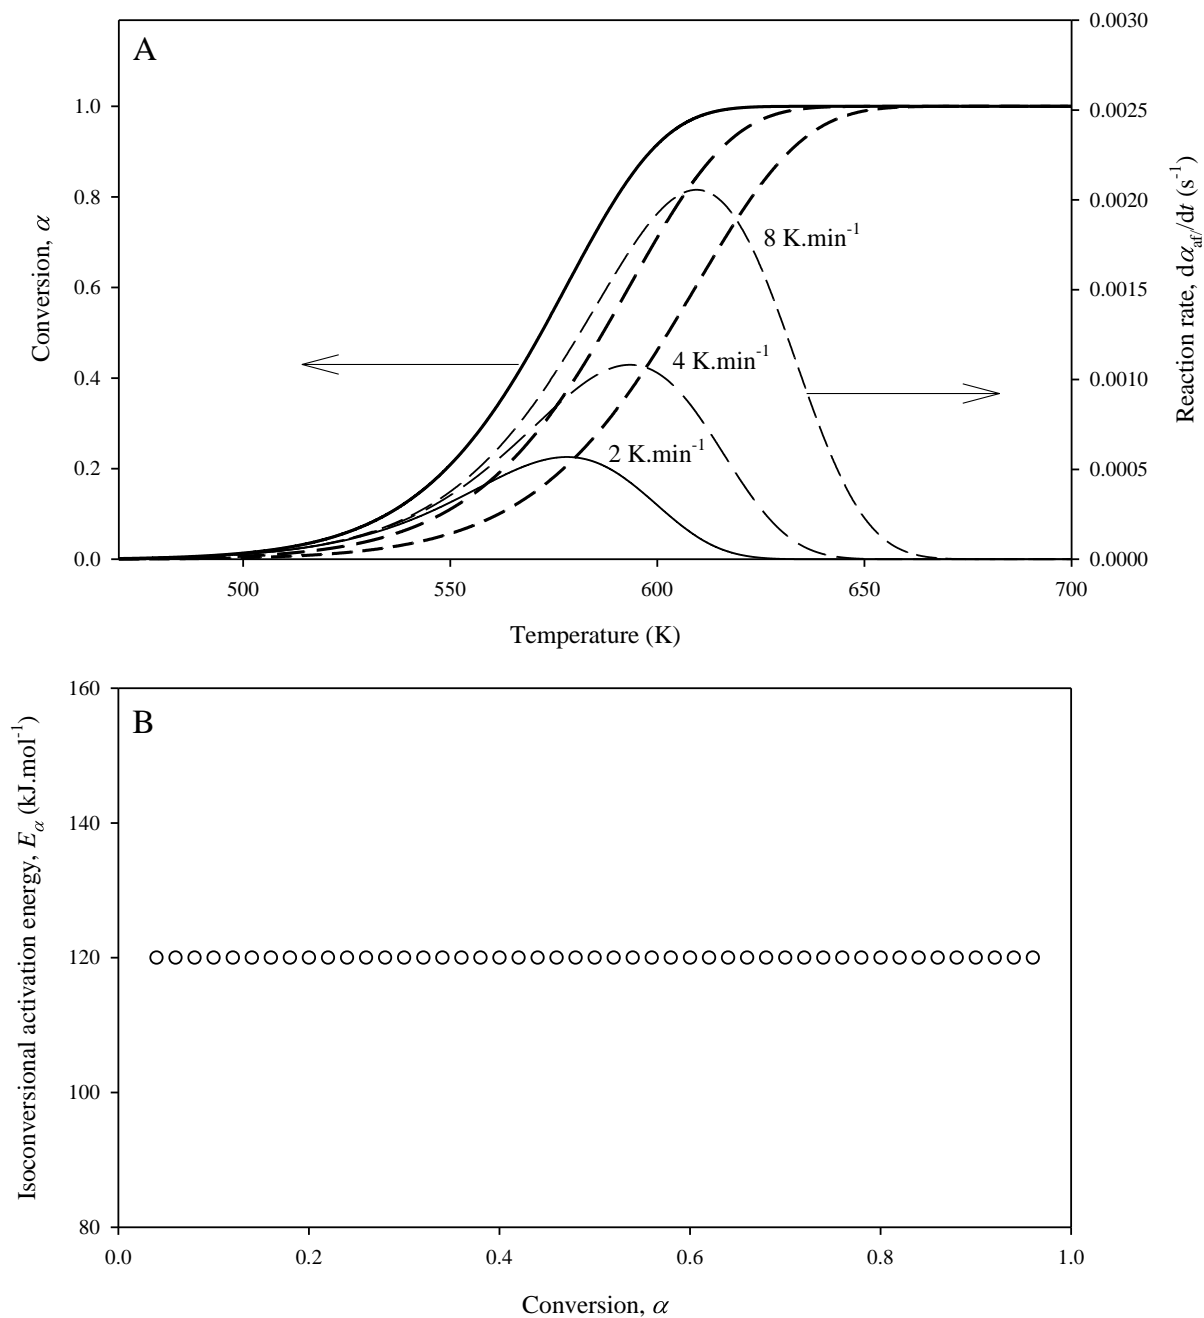 A
0.0030
0.0025
0.0020
0.0015
0.0010
0.0005
0.0000
1.0
0.8
0.6
0.4
0.2
0.0
Conversion, α
Reaction rate, dα_af/dt (s⁻¹)
8 K.min⁻¹
4 K.min⁻¹
2 K.min⁻¹
500 550 600 650 700
Temperature (K)
B
160
140
120
100
80
Isoconversional activation energy, E_α (kJ.mol⁻¹)
0.0 0.2 0.4 0.6 0.8 1.0
Conversion, α